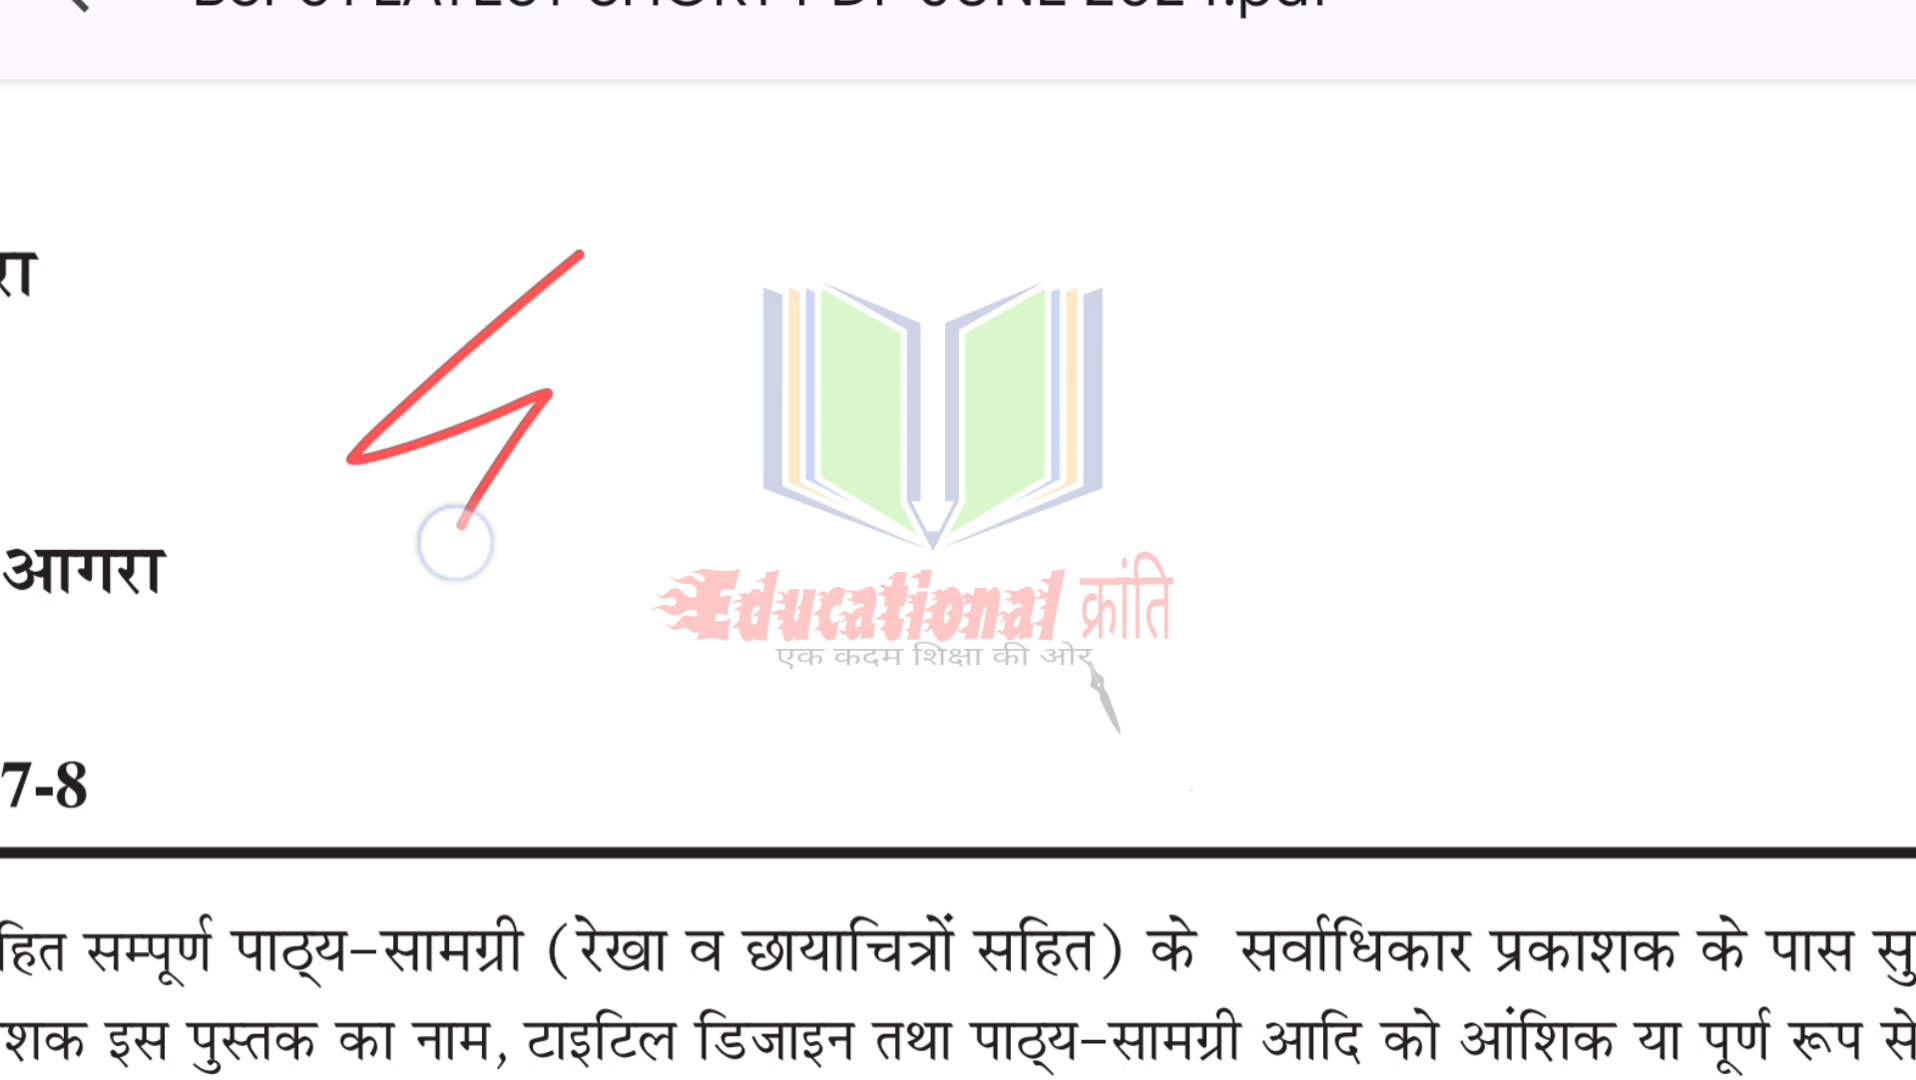 रा
आगरा
Educational क्रांति
एक कदम शिक्षा की ओर
7-8
हित सम्पूर्ण पाठ्य-सामग्री (रेखा व छायाचित्रों सहित) के सर्वाधिकार प्रकाशक के पास सु
शक इस पुस्तक का नाम, टाइटिल डिजाइन तथा पाठ्य-सामग्री आदि को आंशिक या पूर्ण रूप से